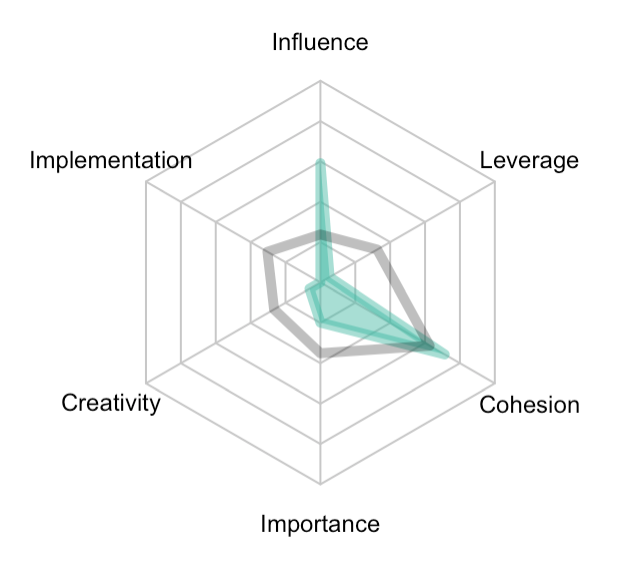 Influence
Implementation
Leverage
Creativity
Cohesion
Importance